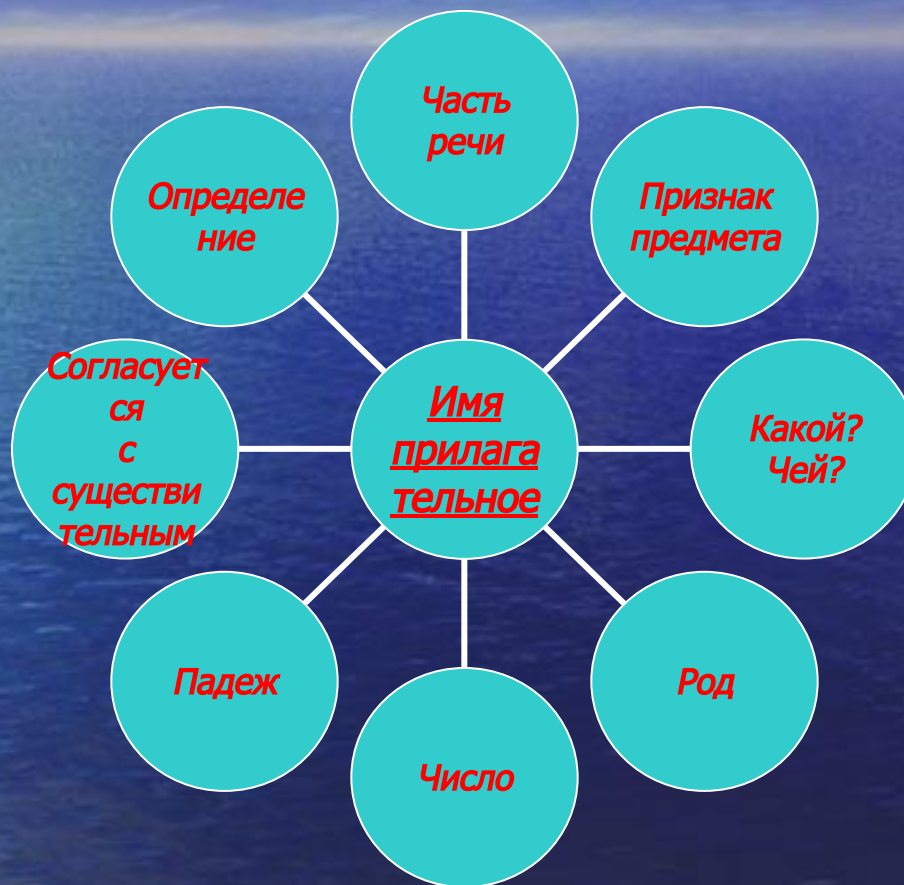 Часть
речи
Признак
предмета
Какой?
Чей?
Род
Число
Падеж
Согласует
ся
с
существи
тельным
Определе
ние
Имя
прилага
тельное